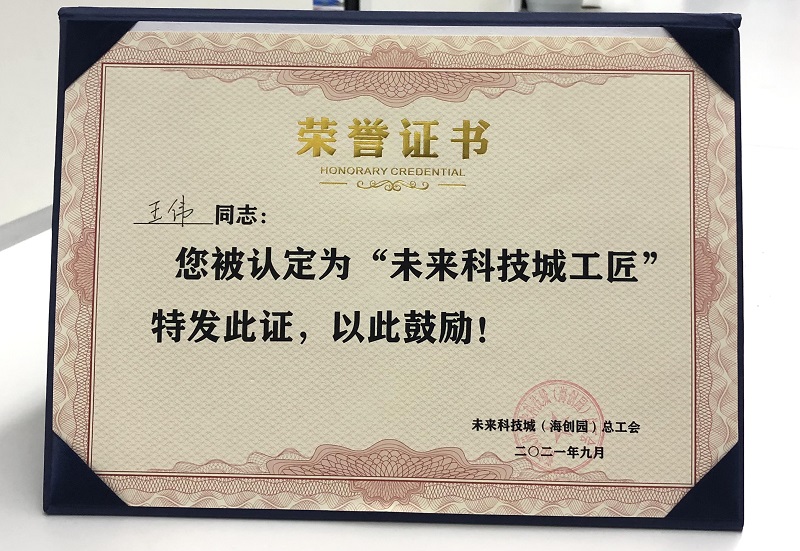 荣誉证书
HONORARY CREDENTIAL
王伟 同志：
您被认定为“未来科技城工匠”
特发此证，以此鼓励！
未来科技城（海创园）总工会
二〇二一年九月